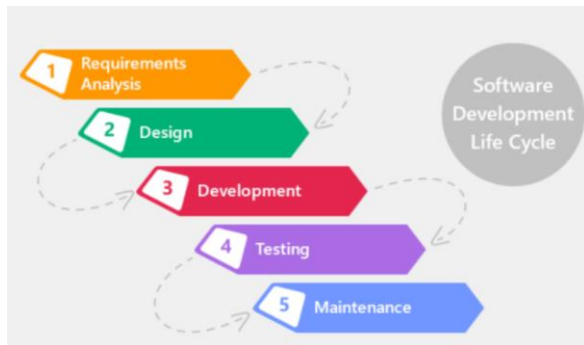 1
Requirements
Analysis
2
Design
3
Development
4
Testing
5
Maintenance
Software
Development
Life Cycle